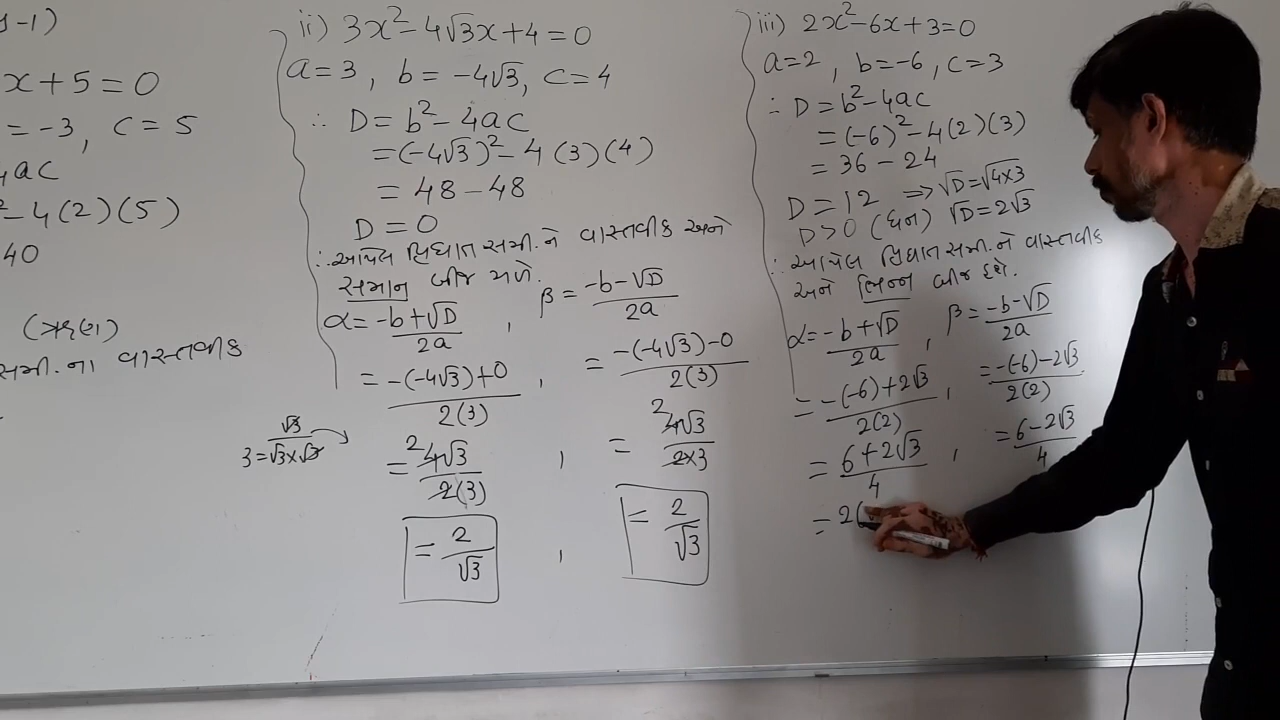 -1)
x + 5 = 0
= -3, C = 5
4ac
² - 4(2)(5)
40
(ઋણ)
સમી. ના વાસ્તવીક
ii) 3x² - 4√3x + 4 = 0
a = 3, b = -4√3, c = 4
∴ D = b² - 4ac
= (-4√3)² - 4(3)(4)
= 48 - 48
D = 0
∴ આપેલ દ્વિઘાત સમી. ને વાસ્તવીક અને
સમાન બીજ મળે.
α = -b+√D/2a , β = -b-√D/2a
= -(-4√3)+0/2(3) , = -(-4√3)-0/2(3)
√3
3 = √3×√3
= 2 4√3/2(3) , = 2 4√3/2×3
= 2/√3 , = 2/√3
iii) 2x² - 6x + 3 = 0
a = 2, b = -6, c = 3
∴ D = b² - 4ac
= (-6)² - 4(2)(3)
= 36 - 24
D = 12 ⇒ √D = √4×3
D > 0 (ધન) √D = 2√3
∴ આપેલ દ્વિઘાત સમી. ને વાસ્તવીક
અને ભિન્ન બીજ હશે.
α = -b+√D/2a , β = -b-√D/2a
= -(-6)+2√3/2(2) , = -(-6)-2√3/2(2)
= 6+2√3/4 , = 6-2√3/4
= 2(